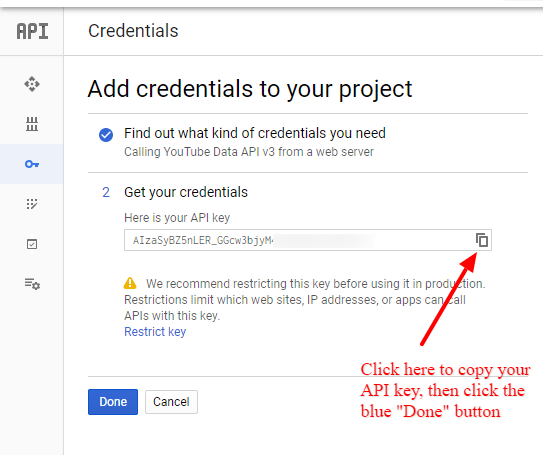 API Credentials
Add credentials to your project
Find out what kind of credentials you need
Calling YouTube Data API v3 from a web server
2 Get your credentials
Here is your API key
AIzaSyBZ5nLER_GGcw3bjyM
We recommend restricting this key before using it in production.
Restrictions limit which web sites, IP addresses, or apps can call
APIs with this key.
Restrict key
Click here to copy your
API key, then click the
blue "Done" button
Done Cancel